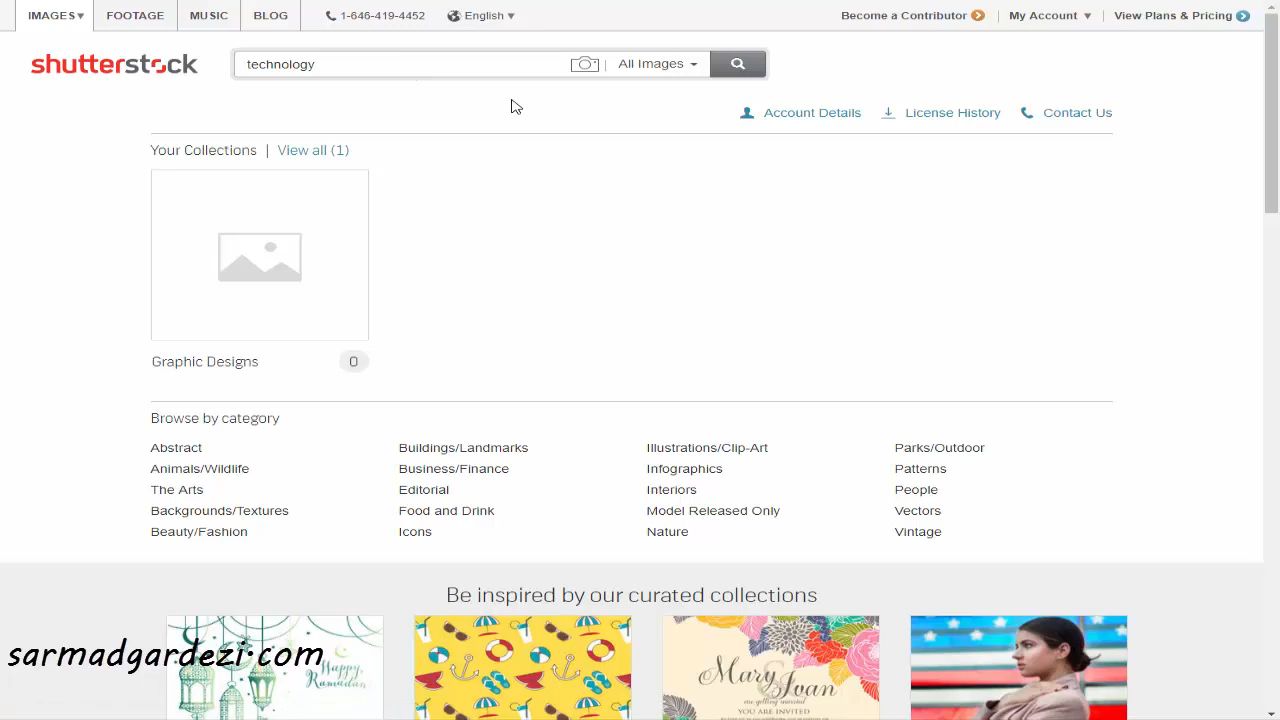 IMAGES▾ FOOTAGE MUSIC BLOG 1-646-419-4452 English ▾ Become a Contributor My Account ▾ View Plans & Pricing
shutterstock technology All Images
Account Details License History Contact Us
Your Collections | View all (1)
Graphic Designs 0
Browse by category
Abstract Buildings/Landmarks Illustrations/Clip-Art Parks/Outdoor
Animals/Wildlife Business/Finance Infographics Patterns
The Arts Editorial Interiors People
Backgrounds/Textures Food and Drink Model Released Only Vectors
Beauty/Fashion Icons Nature Vintage
Be inspired by our curated collections
sarmadgardezi.com
Happy Ramadan
Mary & Ivan
are getting married
YOU ARE INVITED